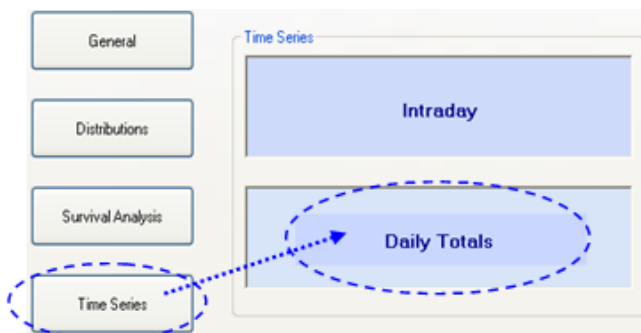 General
Distributions
Survival Analysis
Time Series
Time Series
Intraday
Daily Totals